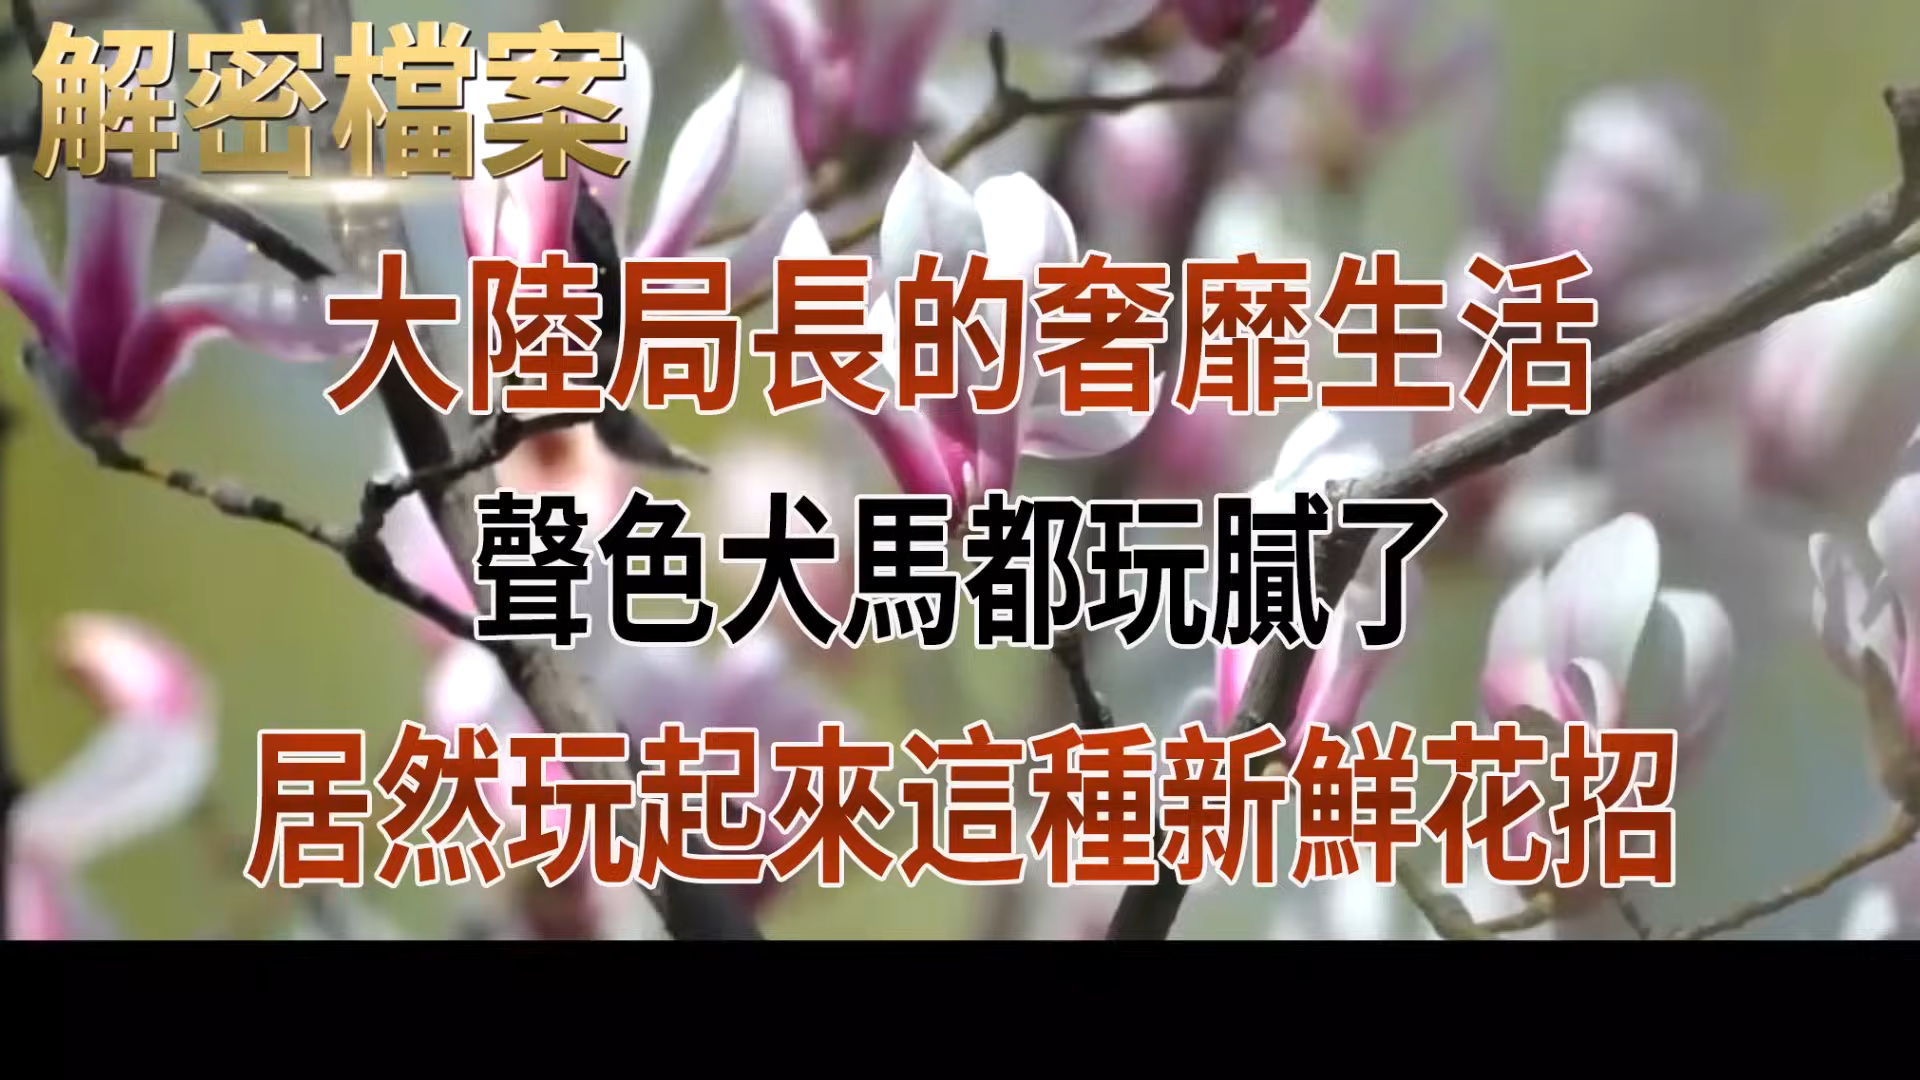 解密檔案
大陸局長的奢靡生活
聲色犬馬都玩膩了
居然玩起來這種新鮮花招